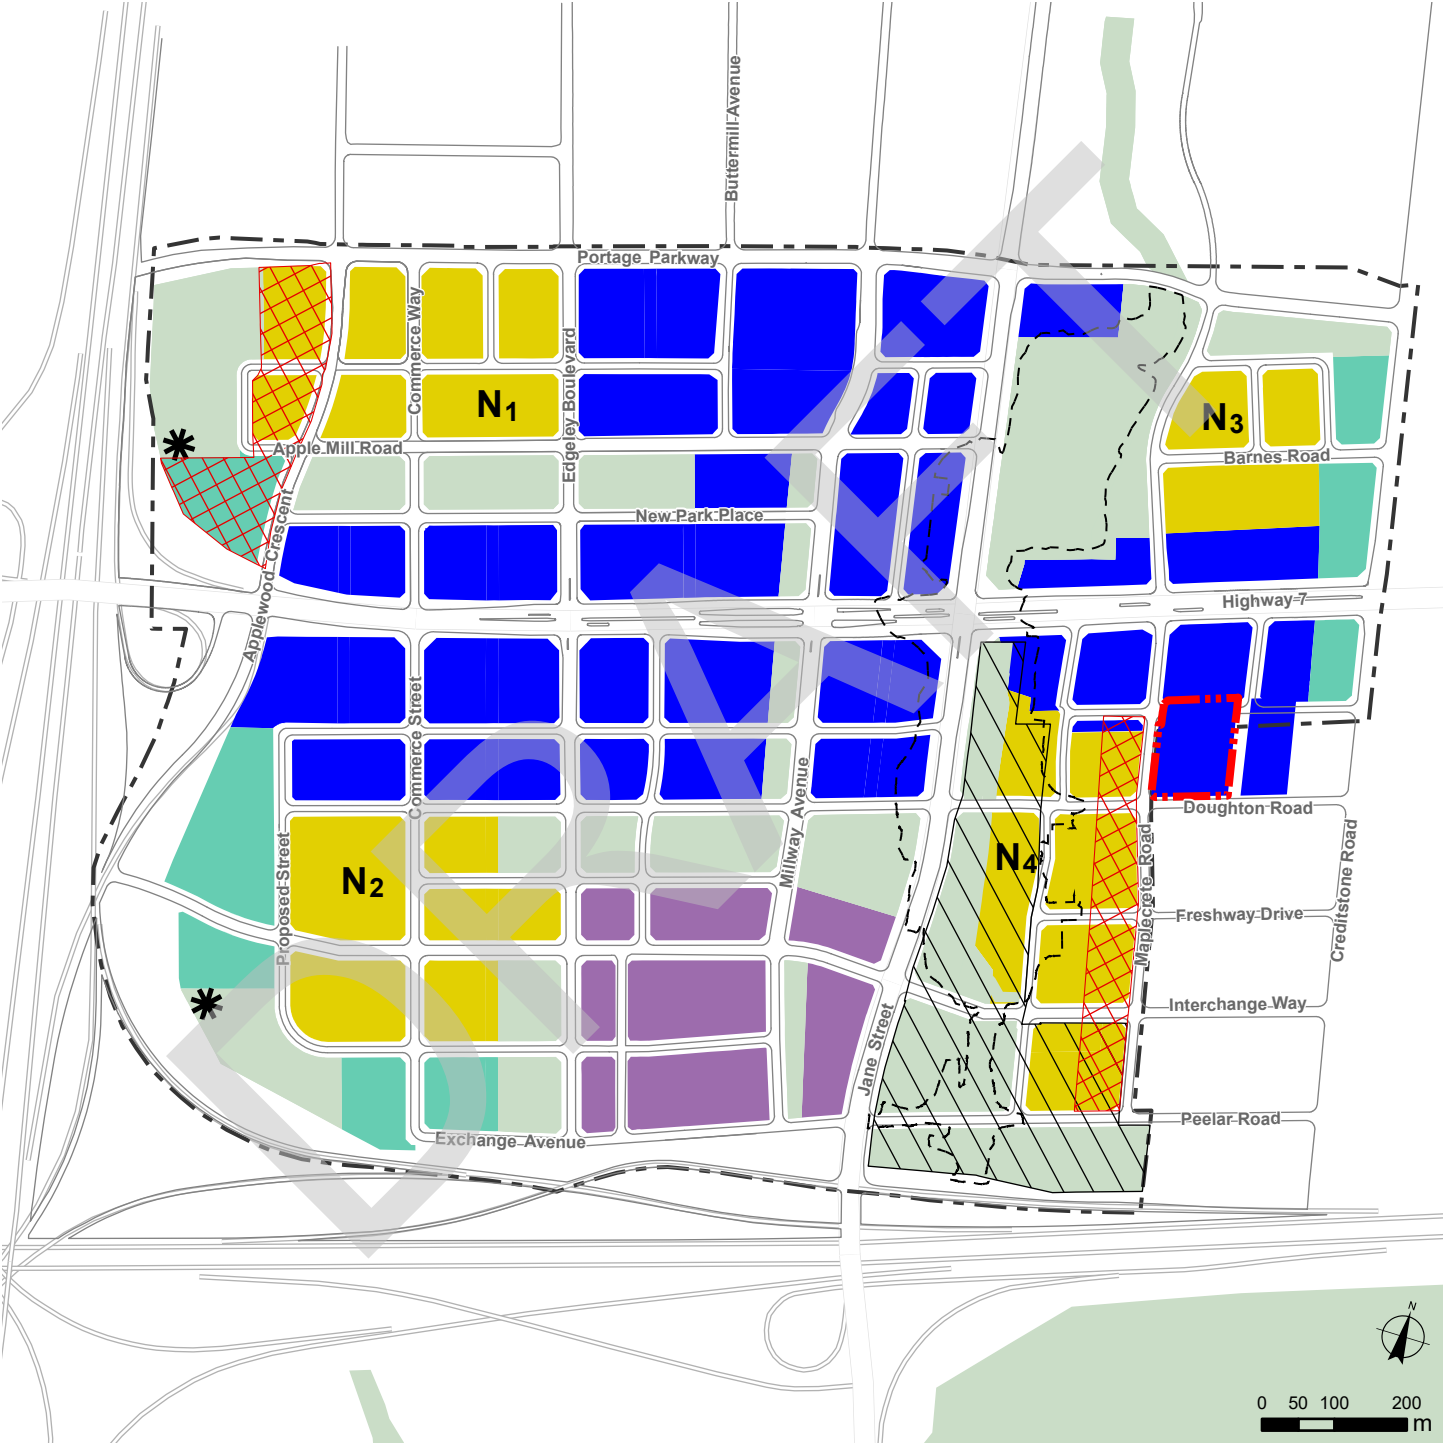 Buttermill Avenue
Portage Parkway
Commerce Way
Edgeley Boulevard
N1
N3
Apple Mill Road
Barnes Road
New Park Place
Applewood Crescent
Highway 7
Commerce Street
Millway Avenue
Doughton Road
Proposed Street
N2
N4
Maplecrete Road
Creditstone Road
Freshway Drive
Interchange Way
Jane Street
Peelar Road
Exchange Avenue
DRAFT
N
0 50 100 200
m